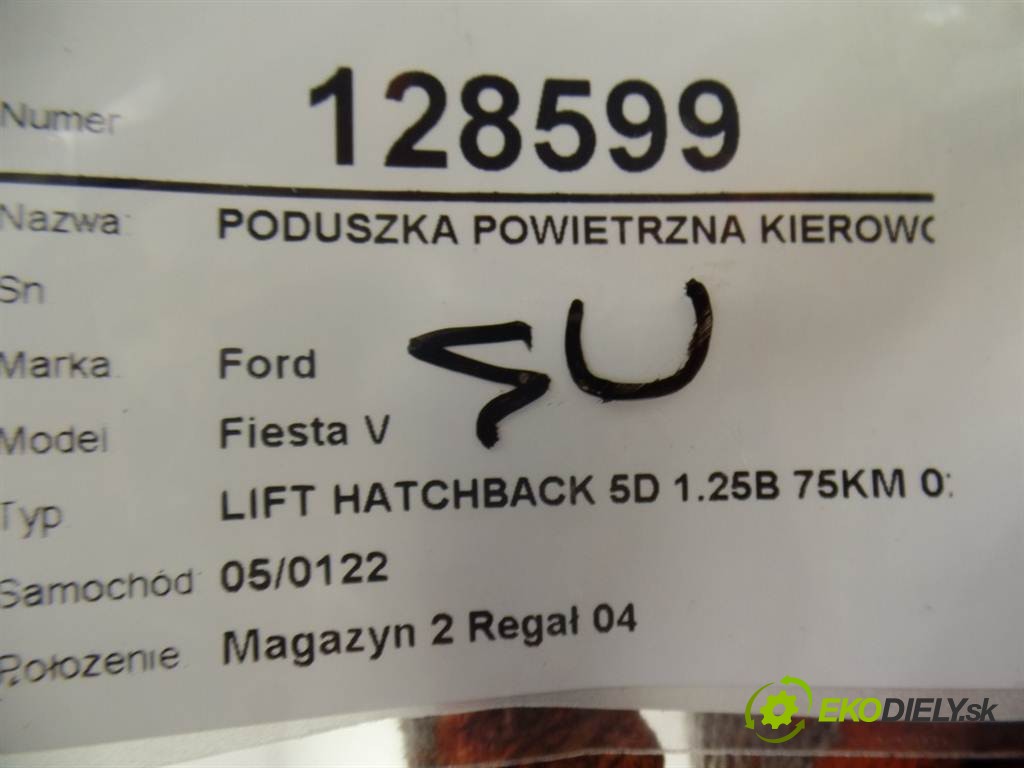 Numer 128599
Nazwa: PODUSZKA POWIETRZNA KIEROWC
Sn
Marka Ford
Model Fiesta V
Typ LIFT HATCHBACK 5D 1.25B 75KM 0
Samochód 05/0122
Położenie Magazyn 2 Regał 04
EKODIELY.sk